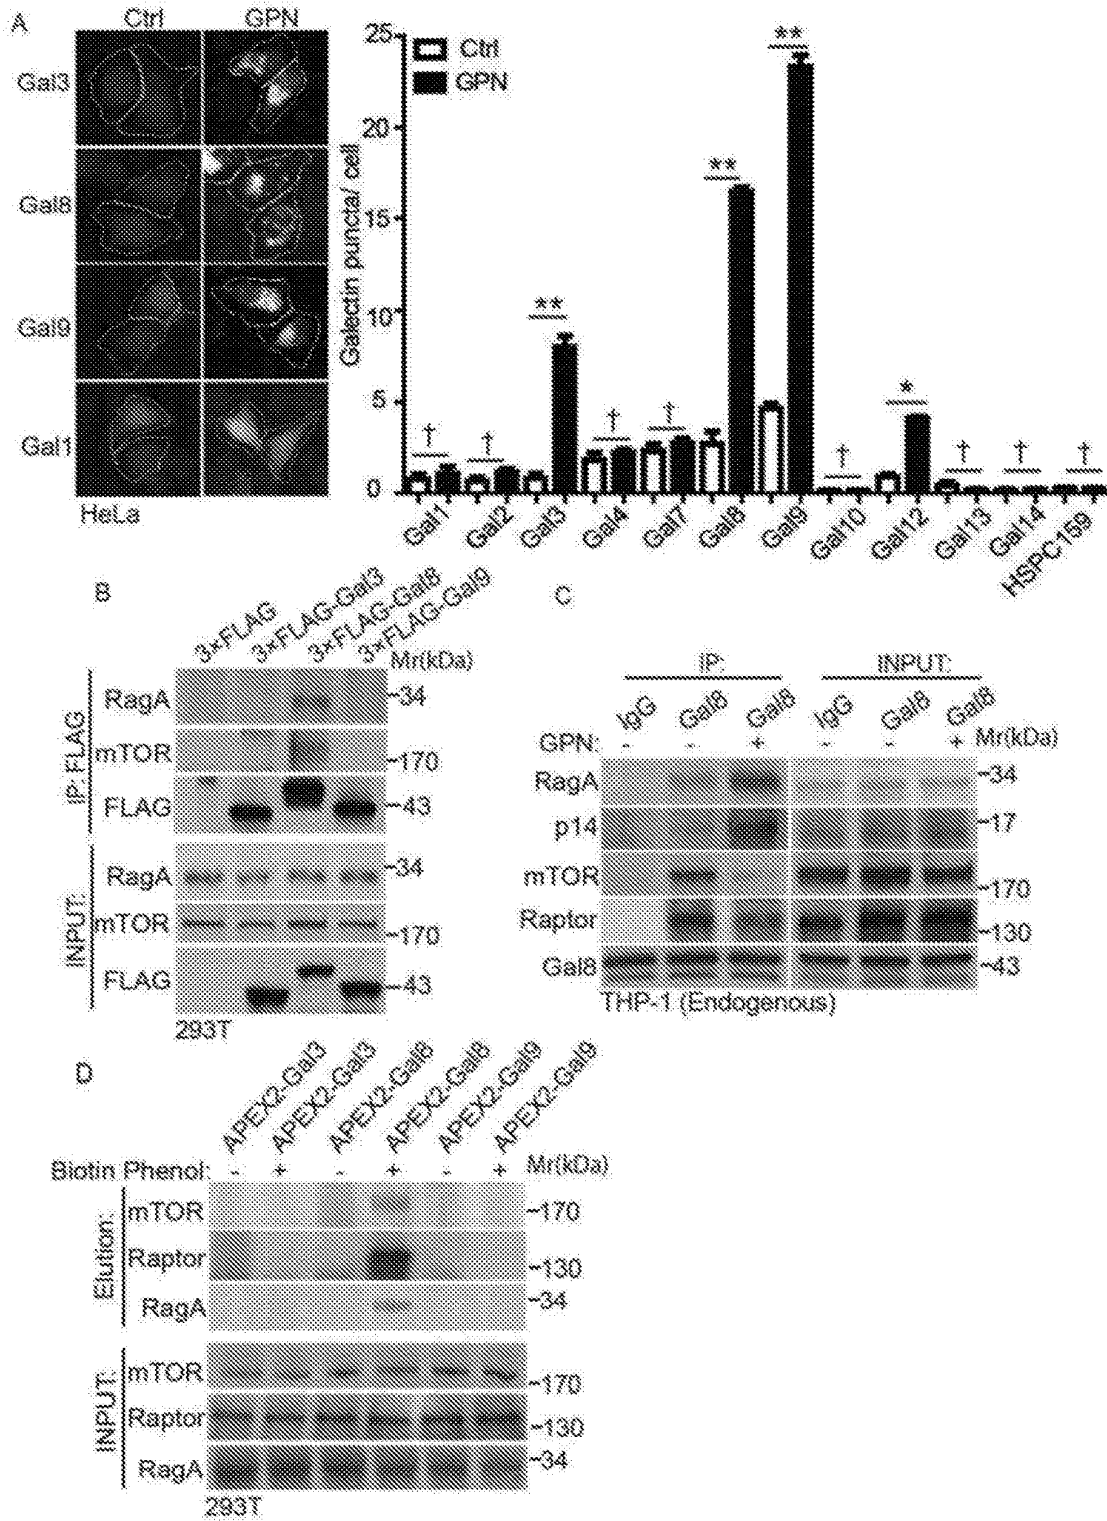 A
Ctrl GPN
Gal3
Gal8
Gal9
Gal1
HeLa
Galectin puncta/ cell
25
20
15
10
5
0
Ctrl
GPN
** ** ** *
† † † † † † † †
Gal1 Gal2 Gal3 Gal4 Gal7 Gal8 Gal9 Gal10 Gal12 Gal13 Gal14 HSPC159
B
3×FLAG 3×FLAG-Gal3 3×FLAG-Gal8 3×FLAG-Gal9
Mr(kDa)
IP: FLAG
RagA -34
mTOR -170
FLAG -43
INPUT:
RagA -34
mTOR -170
FLAG -43
293T
C
IP: INPUT:
IgG Gal8 Gal8 IgG Gal8 Gal8
GPN: - - + - - + Mr(kDa)
RagA -34
p14 -17
mTOR -170
Raptor -130
Gal8 -43
THP-1 (Endogenous)
D
APEX2-Gal3 APEX2-Gal3 APEX2-Gal8 APEX2-Gal8 APEX2-Gal9 APEX2-Gal9
Biotin Phenol: - + - + - + Mr(kDa)
Elution:
mTOR -170
Raptor -130
RagA -34
INPUT:
mTOR -170
Raptor -130
RagA -34
293T